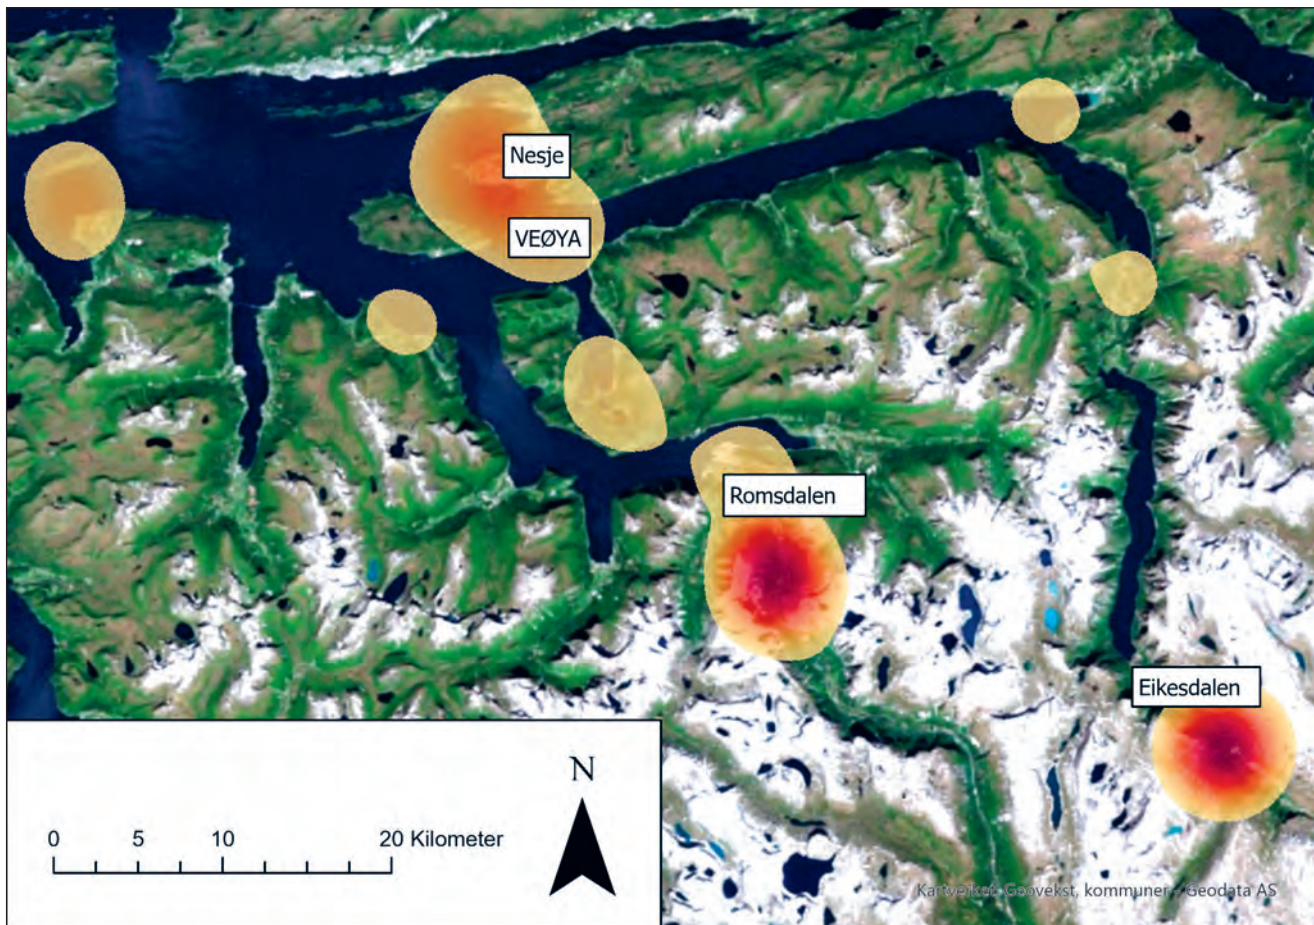 Nesje
VEØYA
Romsdalen
Eikesdalen
N
0 5 10 20 Kilometer
Kartverket, Geovekst, kommuner - Geodata AS